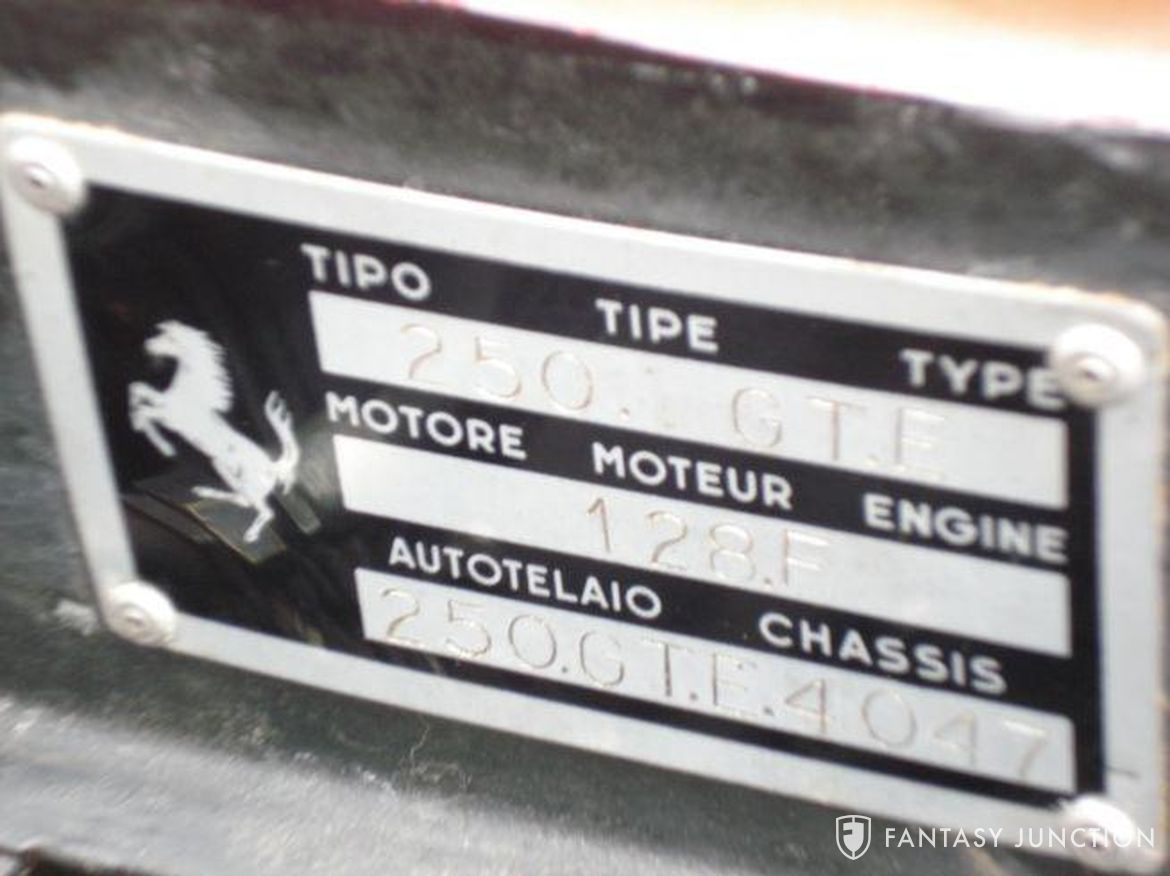 TIPO TIPE TYPE
250. GT.E
MOTORE MOTEUR ENGINE
128.F
AUTOTELAIO CHASSIS
250.GT.E.4047
FANTASY JUNCTION